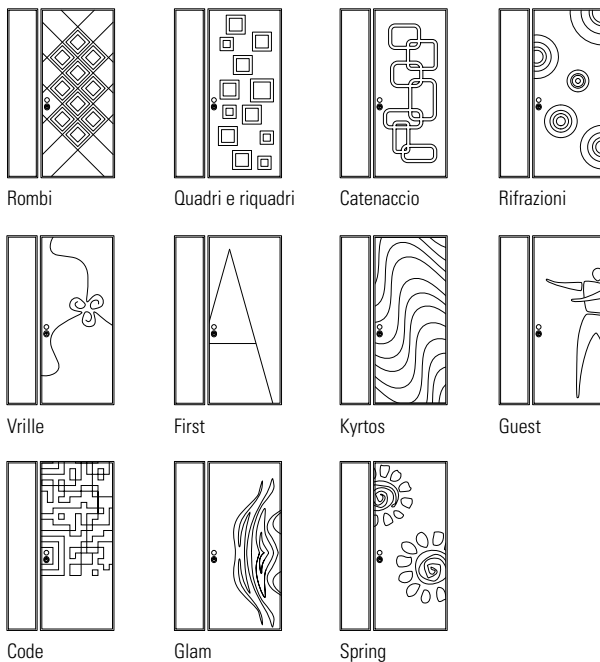 Rombi
Quadri e riquadri
Catenaccio
Rifrazioni
Vrille
First
Kyrtos
Guest
Code
Glam
Spring